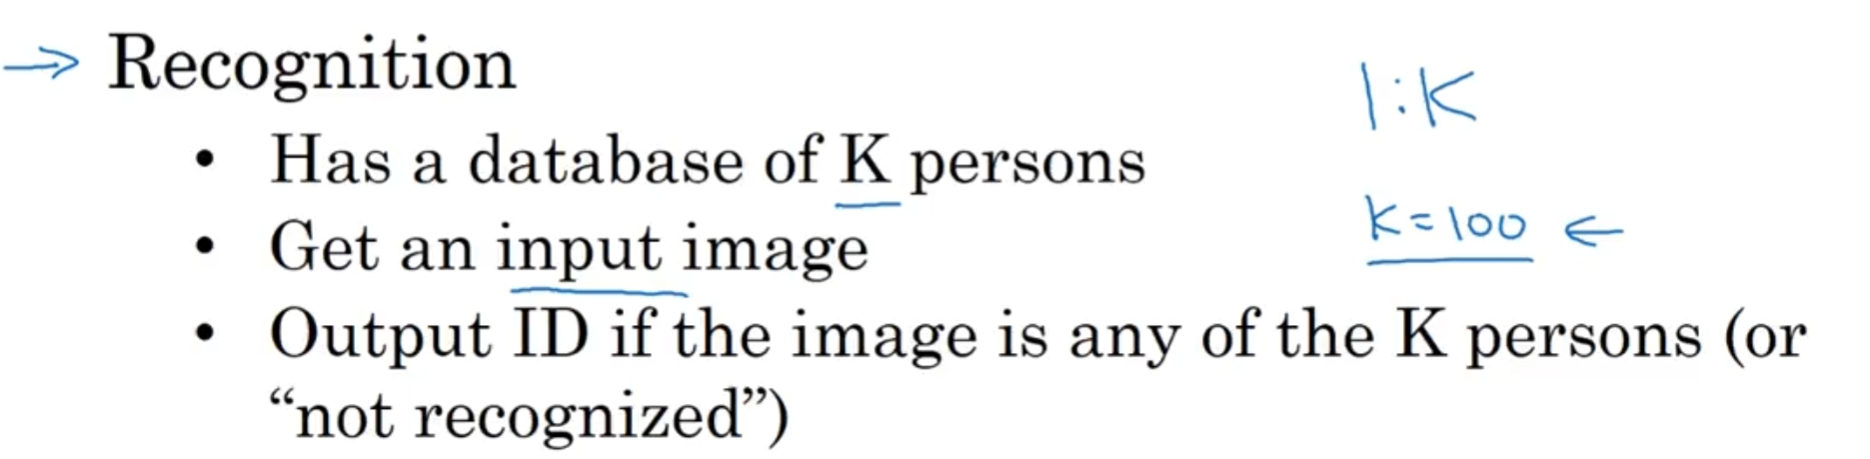 → Recognition
1:K
• Has a database of K persons
K=100 ←
• Get an input image
• Output ID if the image is any of the K persons (or
“not recognized”)